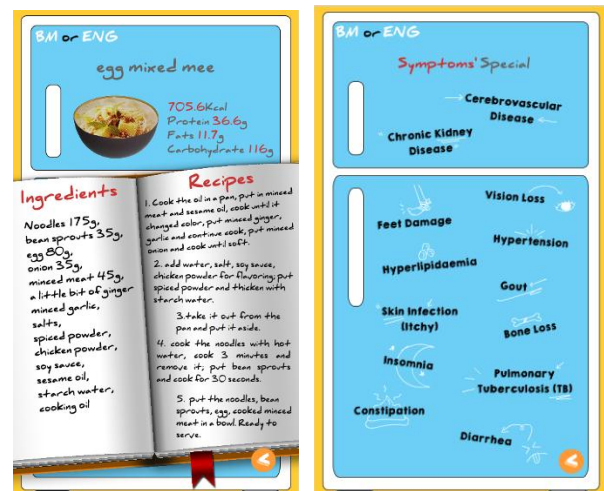 BM or ENG
egg mixed mee
705.6Kcal
Protein 36.6g
Fats 11.7g
Carbohydrate 116g
Ingredients
Noodles 175g,
bean sprouts 35g,
egg 80g,
onion 35g,
minced meat 45g,
a little bit of ginger
minced garlic,
salts,
spiced powder,
chicken powder,
soy sauce,
sesame oil,
starch water,
cooking oil
Recipes
1. Cook the oil in a pan, put in minced
meat and sesame oil, cook until it
changed color, put minced ginger,
garlic and continue cook, put minced
onion and cook until soft.
2. add water, salt, soy sauce,
chicken powder for flavoring; put
spiced powder and thicken with
starch water.
3.take it out from the
pan and put it aside.
4. cook the noodles with hot
water, cook 3 minutes and
remove it; put bean sprouts
and cook for 30 seconds.
5. put the noodles, bean
sprouts, egg, cooked minced
meat in a bowl. Ready to
serve.
BM or ENG
Symptoms' Special
Cerebrovascular
Disease
Chronic Kidney
Disease
Feet Damage
Vision Loss
Hypertension
Hyperlipidaemia
Gout
Skin Infection
(Itchy)
Bone Loss
Insomnia
Pulmonary
Tuberculosis (TB)
Constipation
Diarrhea